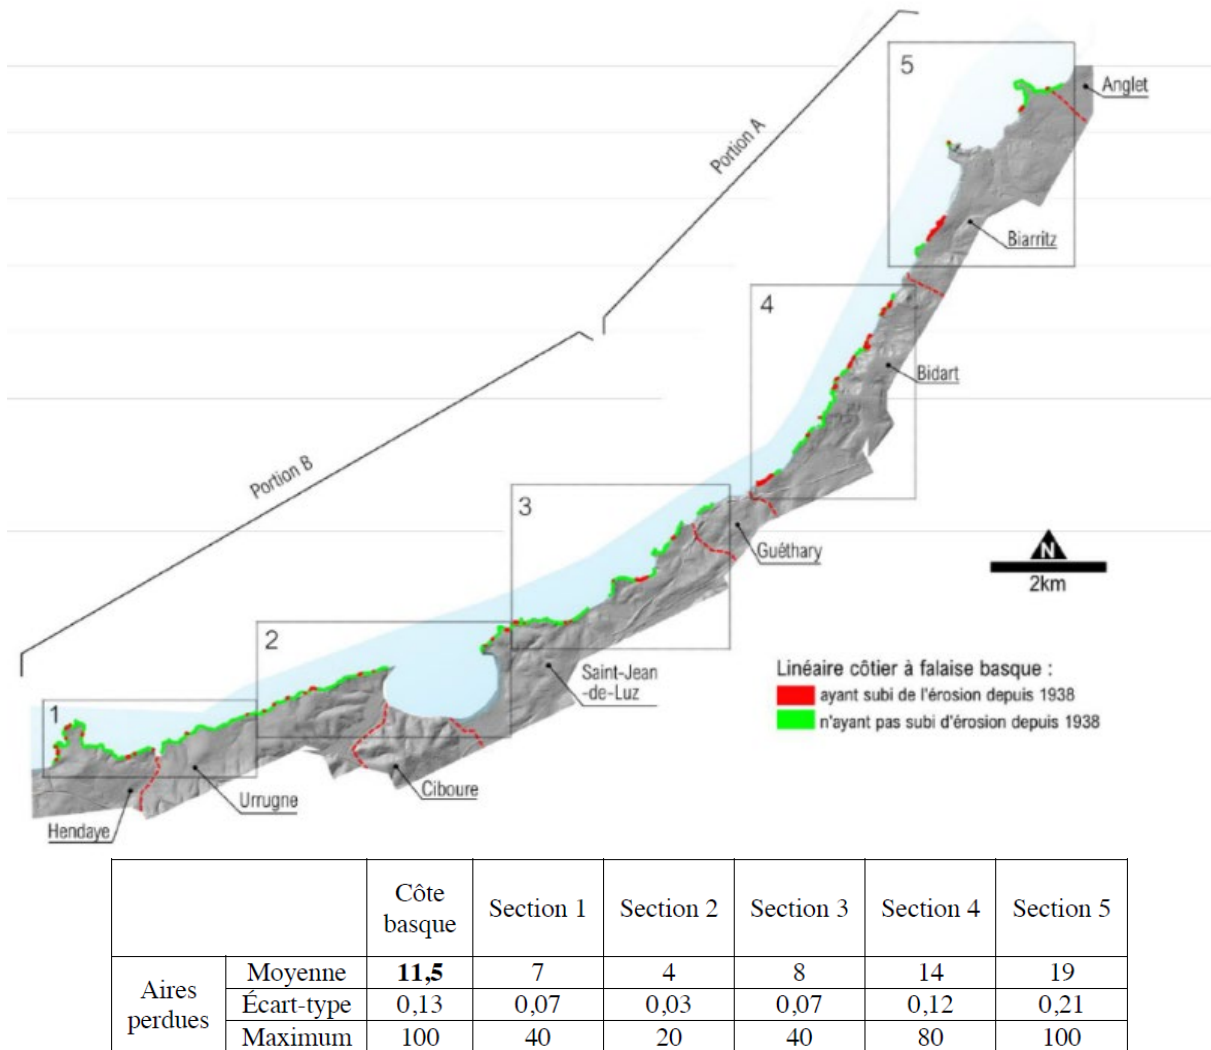 5
Anglet
Portion A
Biarritz
4
Bidart
Portion B
3
Guéthary
N
2km
2
Saint-Jean
-de-Luz
Linéaire côtier à falaise basque :
ayant subi de l'érosion depuis 1938
n'ayant pas subi d'érosion depuis 1938
1
Ciboure
Urrugne
Hendaye
Côte basque Section 1 Section 2 Section 3 Section 4 Section 5
Aires perdues Moyenne 11,5 7 4 8 14 19
Écart-type 0,13 0,07 0,03 0,07 0,12 0,21
Maximum 100 40 20 40 80 100